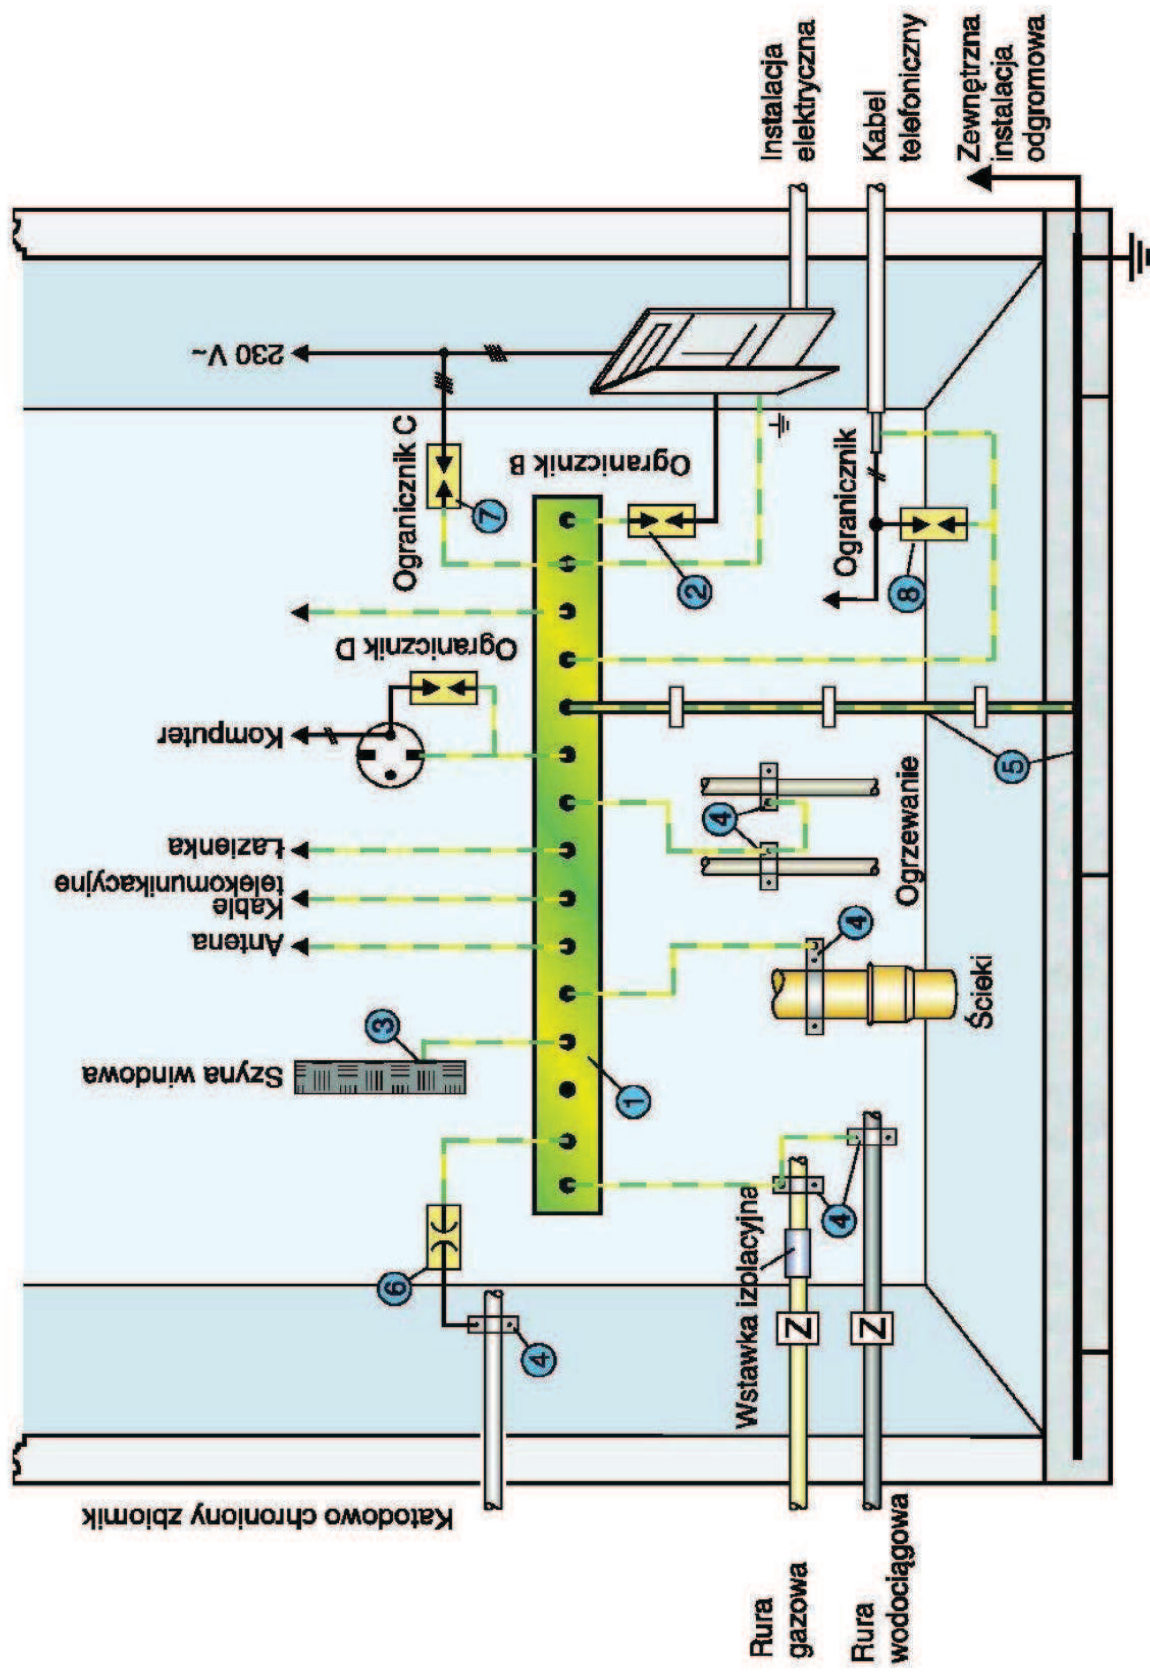 Katodowo chroniony zbiornik
Szyna windowa
Antena
Kable
telekomunikacyjne
Łazienka
Komputer
Ogranicznik D
Ogranicznik C
230 V~
Ogranicznik B
Ogranicznik
Instalacja
elektryczna
Kabel
telefoniczny
Zewnętrzna
instalacja
odgromowa
Rura
gazowa
Rura
wodociągowa
Wstawka izolacyjna
Z
Z
Ścieki
Ogrzewanie
6
4
3
1
4
4
4
5
7
2
8